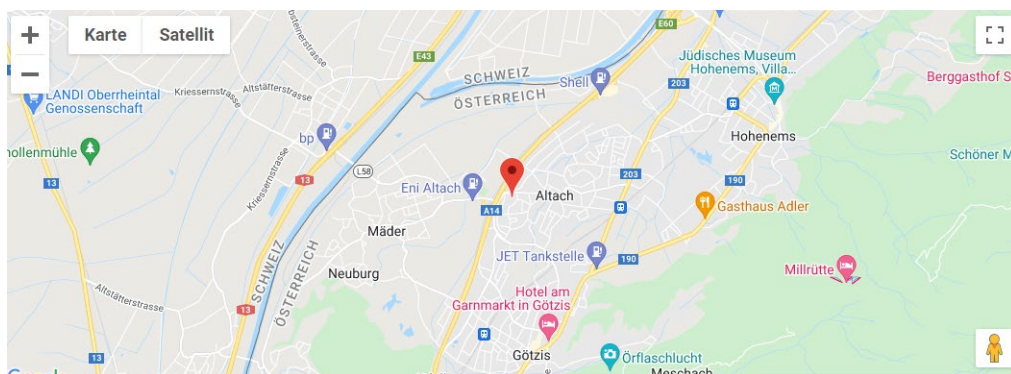 +
Karte
Satellit
−
E60
E43
SCHWEIZ
ÖSTERREICH
Shell
Jüdisches Museum
Hohenems, Villa...
Berggasthof S
LANDI Oberrheintal
Genossenschaft
Kriessernstrasse
Altstätterstrasse
203
bp
Hohenems
nollenmühle
Schöner M
13
13
L58
Kriessernstrasse
Eni Altach
Altach
203
190
A14
Gasthaus Adler
Mäder
SCHWEIZ
ÖSTERREICH
JET Tankstelle
190
Neuburg
Millrütte
Altstätterstrasse
Hotel am
Garnmarkt in Götzis
13
13
Götzis
Örflaschlucht
Meschach